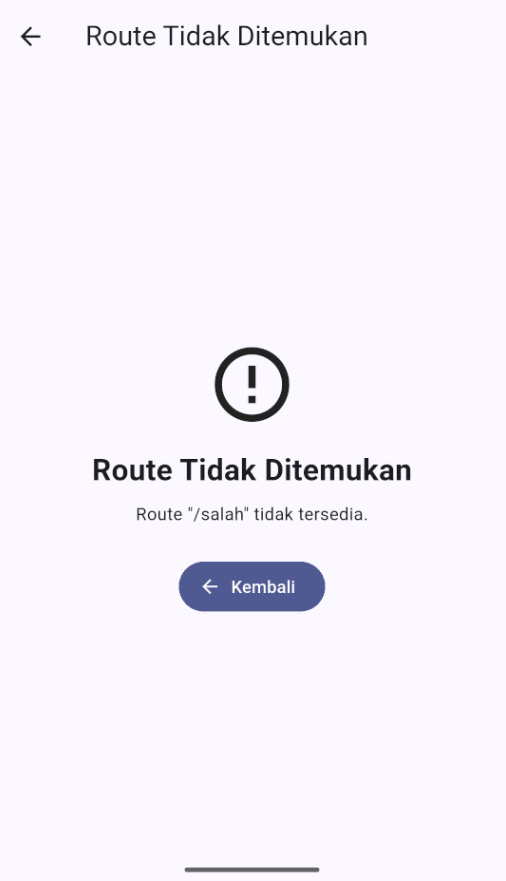 Route Tidak Ditemukan
Route Tidak Ditemukan
Route "/salah" tidak tersedia.
Kembali